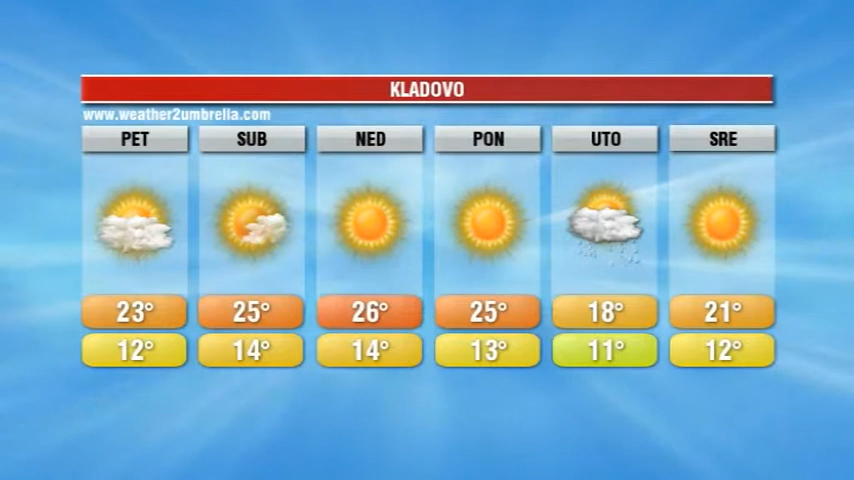 KLADOVO
www.weather2umbrella.com
PET SUB NED PON UTO SRE
23° 25° 26° 25° 18° 21°
12° 14° 14° 13° 11° 12°